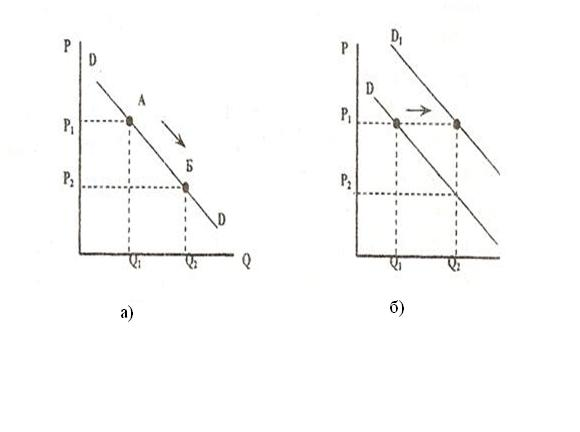 P
D
A
P₁
Б
P₂
D
Q₁
Q₂
Q
а)
P
D₁
D
P₁
P₂
Q₁
Q₂
б)